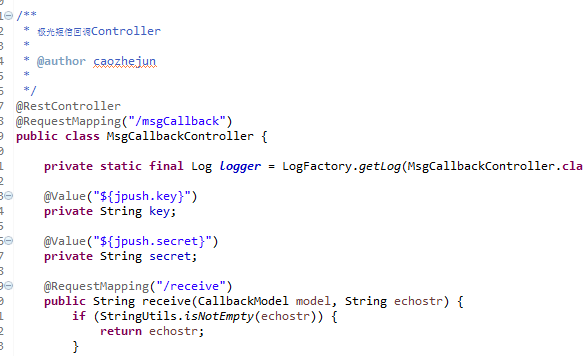 /**
* 极光短信回调Controller
*
* @author caozhejun
*
*/
@RestController
@RequestMapping("/msgCallback")
public class MsgCallbackController {
private static final Log logger = LogFactory.getLog(MsgCallbackController.cla
@Value("${jpush.key}")
private String key;
@Value("${jpush.secret}")
private String secret;
@RequestMapping("/receive")
public String receive(CallbackModel model, String echostr) {
if (StringUtils.isNotEmpty(echostr)) {
return echostr;
}